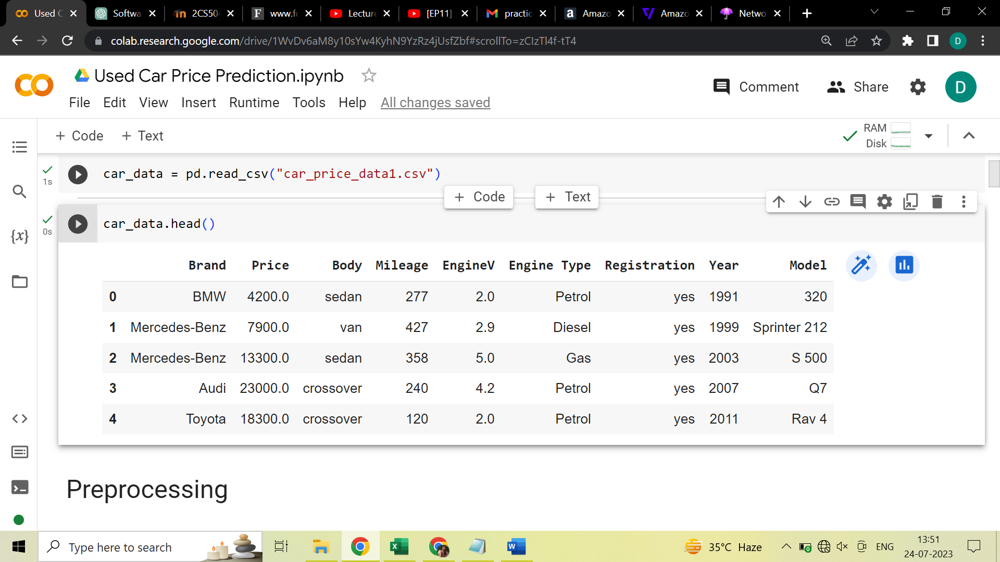 Used C
Softwa
2CS504
www.fo
Lecture
[EP11]
practic
Amazo
Amazo
Netwo
colab.research.google.com/drive/1WvDv6aM8y10sYw4KyhN9YzRz4jUsfZbf#scrollTo=zCIzTl4f-tT4
D
Used Car Price Prediction.ipynb
Comment
Share
D
File Edit View Insert Runtime Tools Help All changes saved
+ Code + Text
RAM
Disk
1s
car_data = pd.read_csv("car_price_data1.csv")
+ Code + Text
0s
car_data.head()
Brand Price Body Mileage EngineV Engine Type Registration Year Model
0 BMW 4200.0 sedan 277 2.0 Petrol yes 1991 320
1 Mercedes-Benz 7900.0 van 427 2.9 Diesel yes 1999 Sprinter 212
2 Mercedes-Benz 13300.0 sedan 358 5.0 Gas yes 2003 S 500
3 Audi 23000.0 crossover 240 4.2 Petrol yes 2007 Q7
4 Toyota 18300.0 crossover 120 2.0 Petrol yes 2011 Rav 4
Preprocessing
Type here to search
35°C Haze
ENG
13:51
24-07-2023